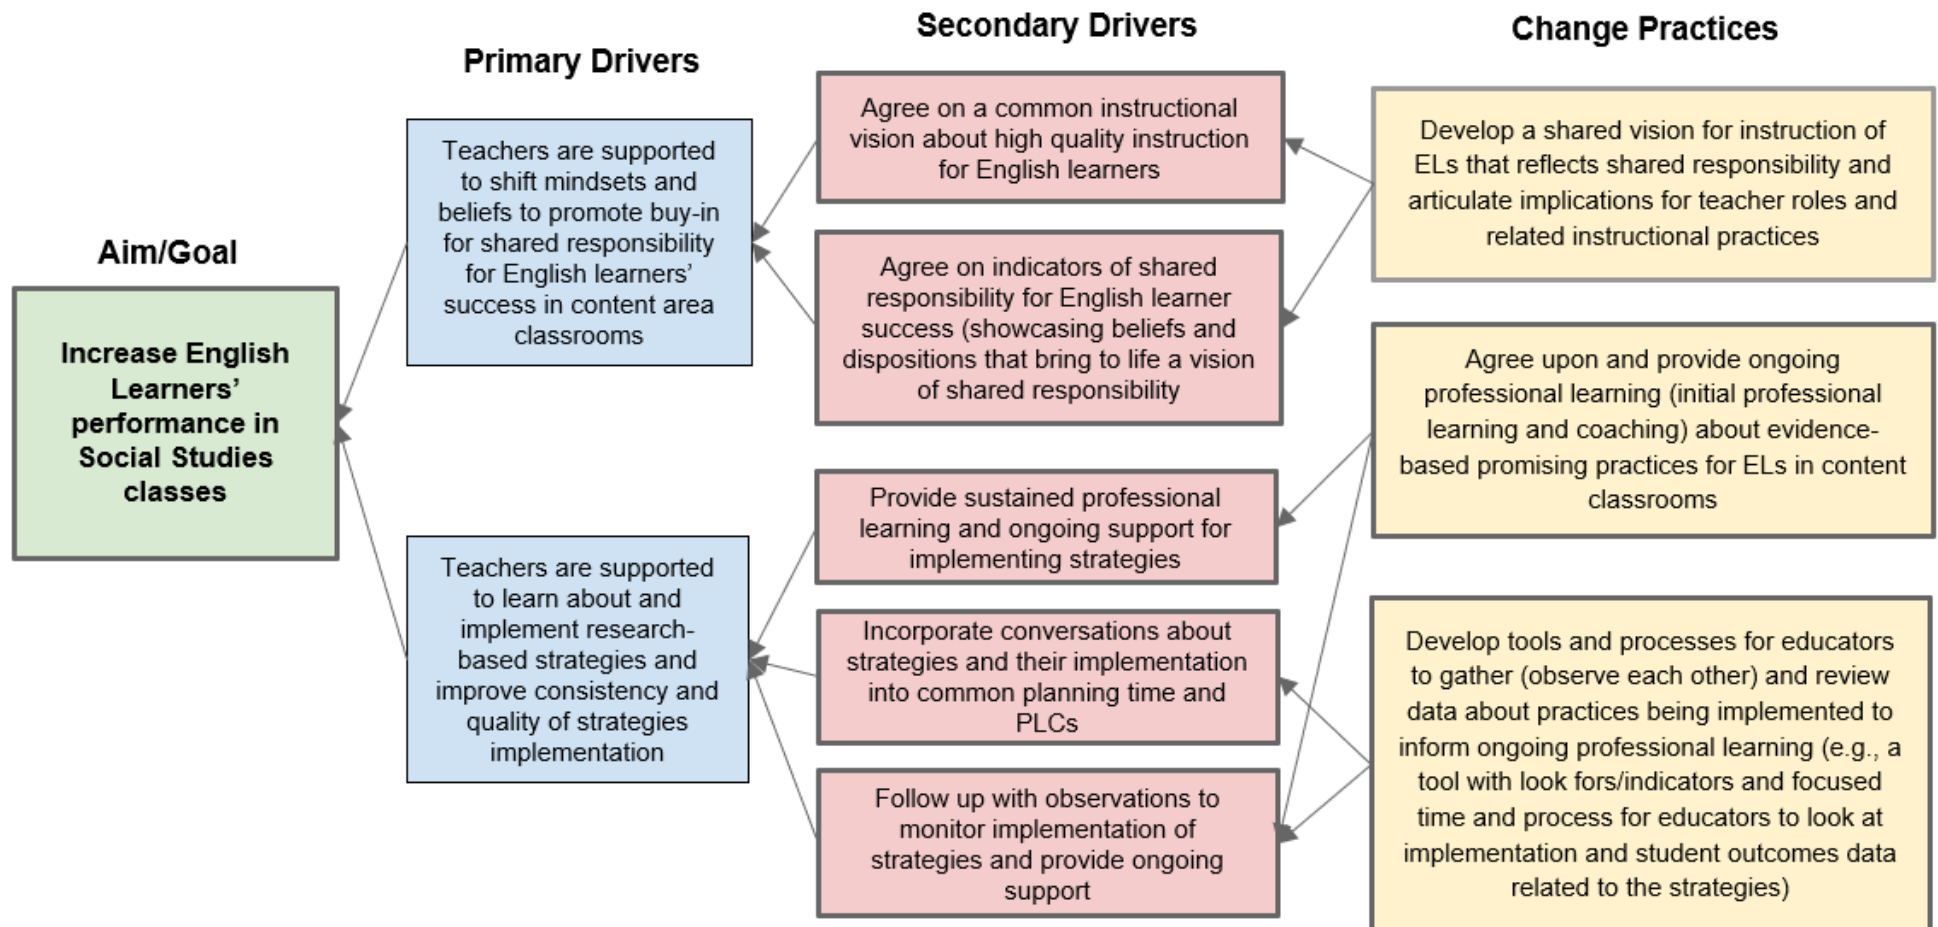 Aim/Goal
Increase English
Learners’
performance in
Social Studies
classes
Primary Drivers
Teachers are supported
to shift mindsets and
beliefs to promote buy-in
for shared responsibility
for English learners’
success in content area
classrooms
Teachers are supported
to learn about and
implement research-
based strategies and
improve consistency and
quality of strategies
implementation
Secondary Drivers
Agree on a common instructional
vision about high quality instruction
for English learners
Agree on indicators of shared
responsibility for English learner
success (showcasing beliefs and
dispositions that bring to life a vision
of shared responsibility
Provide sustained professional
learning and ongoing support for
implementing strategies
Incorporate conversations about
strategies and their implementation
into common planning time and
PLCs
Follow up with observations to
monitor implementation of
strategies and provide ongoing
support
Change Practices
Develop a shared vision for instruction of
ELs that reflects shared responsibility and
articulate implications for teacher roles and
related instructional practices
Agree upon and provide ongoing
professional learning (initial professional
learning and coaching) about evidence-
based promising practices for ELs in content
classrooms
Develop tools and processes for educators
to gather (observe each other) and review
data about practices being implemented to
inform ongoing professional learning (e.g., a
tool with look fors/indicators and focused
time and process for educators to look at
implementation and student outcomes data
related to the strategies)